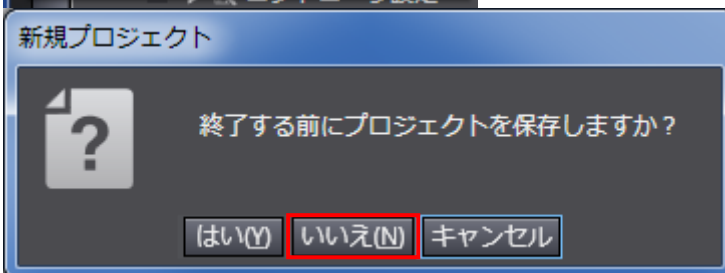 新規プロジェクト
終了する前にプロジェクトを保存しますか？
はい(Y) いいえ(N) キャンセル